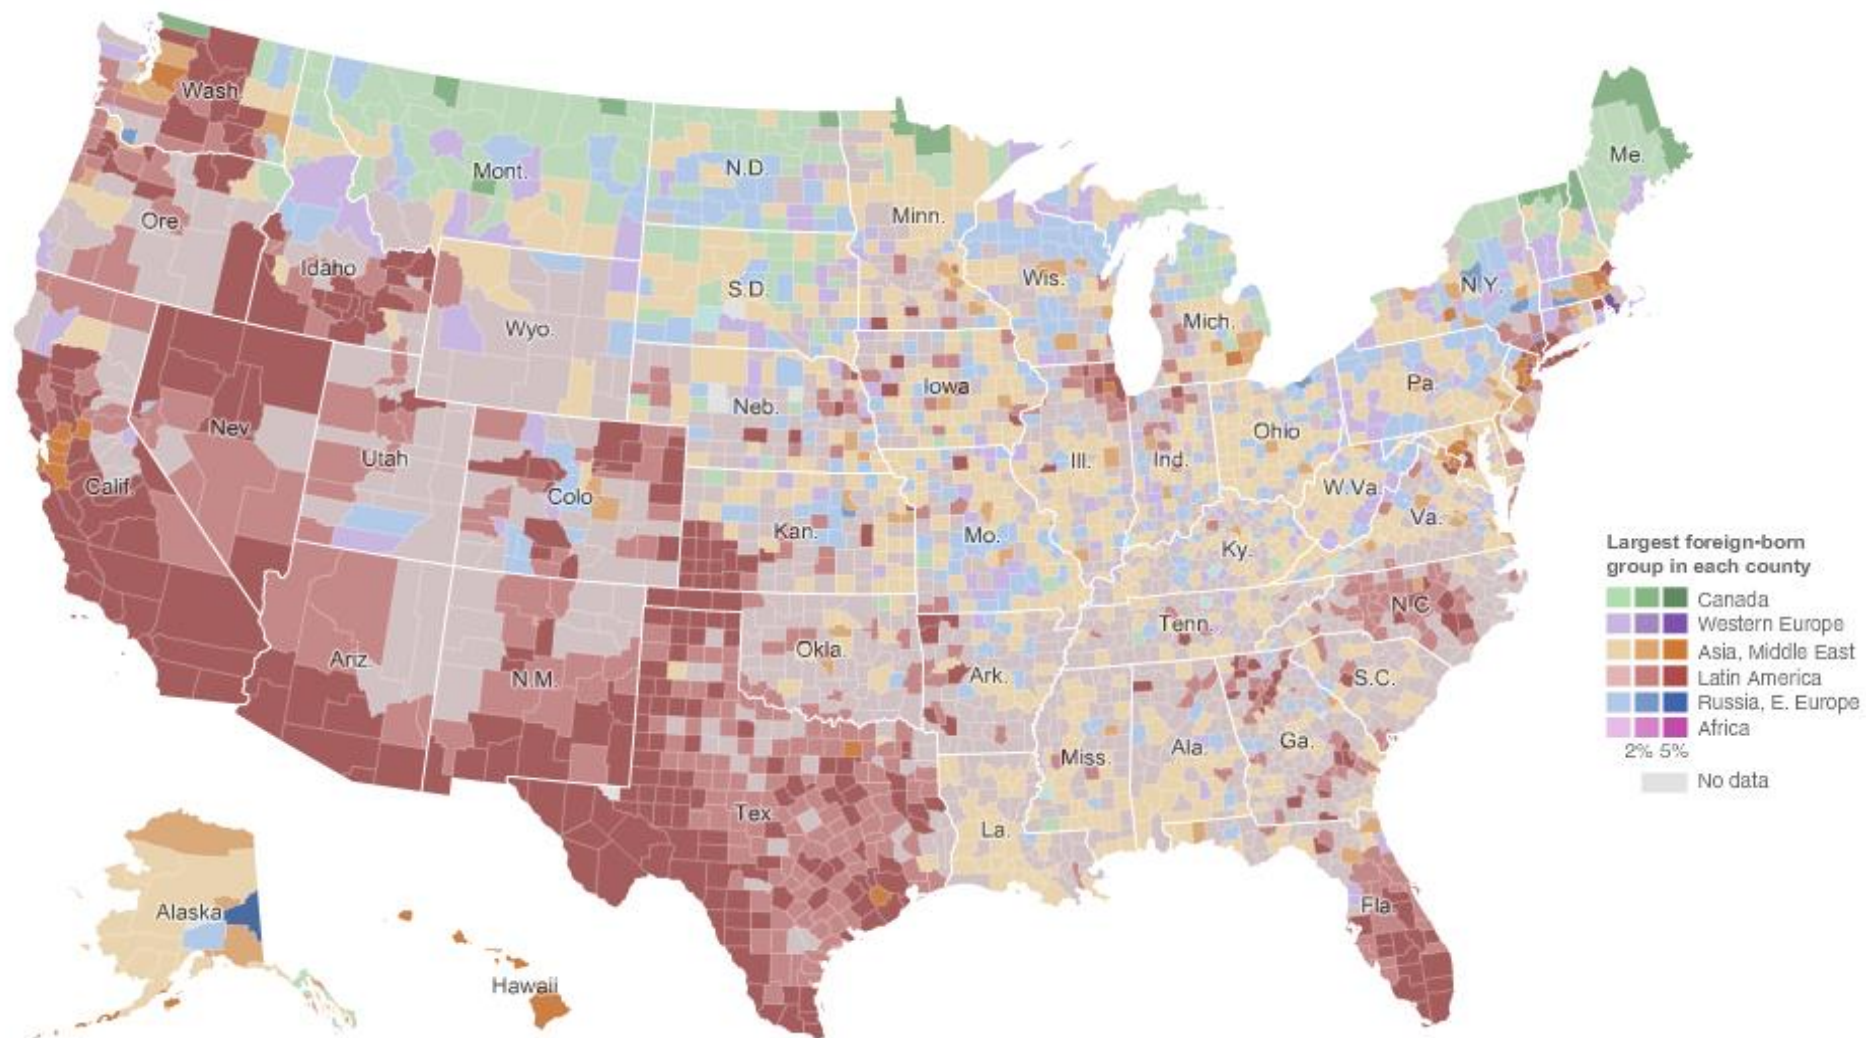 Wash.
Mont.
N.D.
Minn.
Me.
Ore.
Idaho
S.D.
Wis.
N.Y.
Wyo.
Mich.
Iowa
Pa.
Neb.
Nev
Utah
Ohio
Calif.
Colo
Ill.
Ind.
W.Va.
Va.
Kan.
Mo.
Ky.
Largest foreign-born
group in each county
Canada
Western Europe
Asia, Middle East
Latin America
Russia, E. Europe
Africa
2% 5%
No data
N.C
Tenn.
Okla.
Ariz.
N.M.
Ark.
S.C.
Miss.
Ala.
Ga.
Tex
La.
Fla.
Alaska
Hawaii